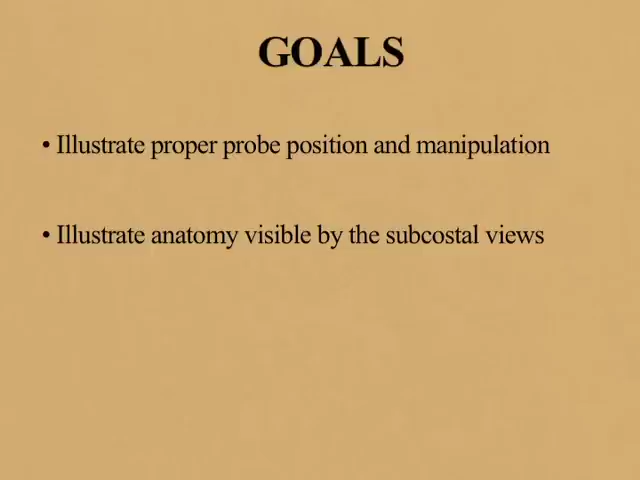 GOALS
• Illustrate proper probe position and manipulation
• Illustrate anatomy visible by the subcostal views